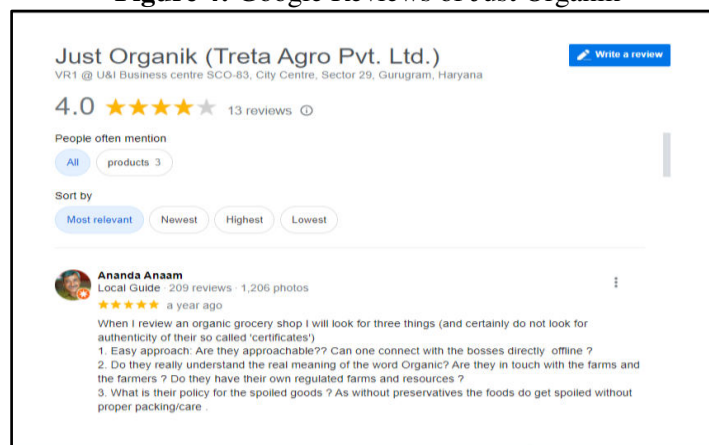 Just Organik (Treta Agro Pvt. Ltd.)
Write a review
VR1 @ U&I Business centre SCO-83, City Centre, Sector 29, Gurugram, Haryana
4.0 13 reviews
People often mention
All products 3
Sort by
Most relevant Newest Highest Lowest
Ananda Anaam
Local Guide · 209 reviews · 1,206 photos
a year ago
When I review an organic grocery shop I will look for three things (and certainly do not look for
authenticity of their so called 'certificates')
1. Easy approach: Are they approachable?? Can one connect with the bosses directly offline ?
2. Do they really understand the real meaning of the word Organic? Are they in touch with the farms and
the farmers ? Do they have their own regulated farms and resources ?
3. What is their policy for the spoiled goods ? As without preservatives the foods do get spoiled without
proper packing/care .